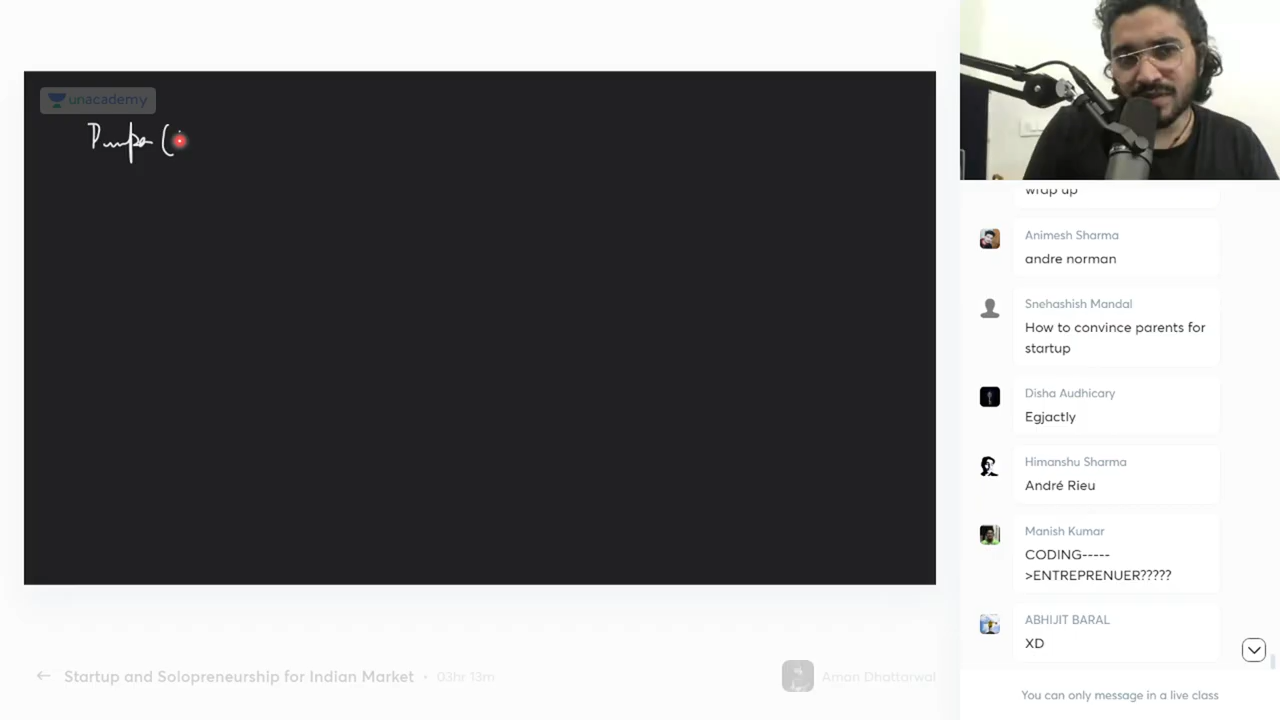 unacademy
wrap up
Animesh Sharma
andre norman
Snehashish Mandal
How to convince parents for
startup
Disha Audhicary
Egjactly
Himanshu Sharma
André Rieu
Manish Kumar
CODING-----
>ENTREPRENUER?????
ABHIJIT BARAL
XD
Startup and Solopreneurship for Indian Market • 03hr 13m
Aman Dhattarwal
You can only message in a live class